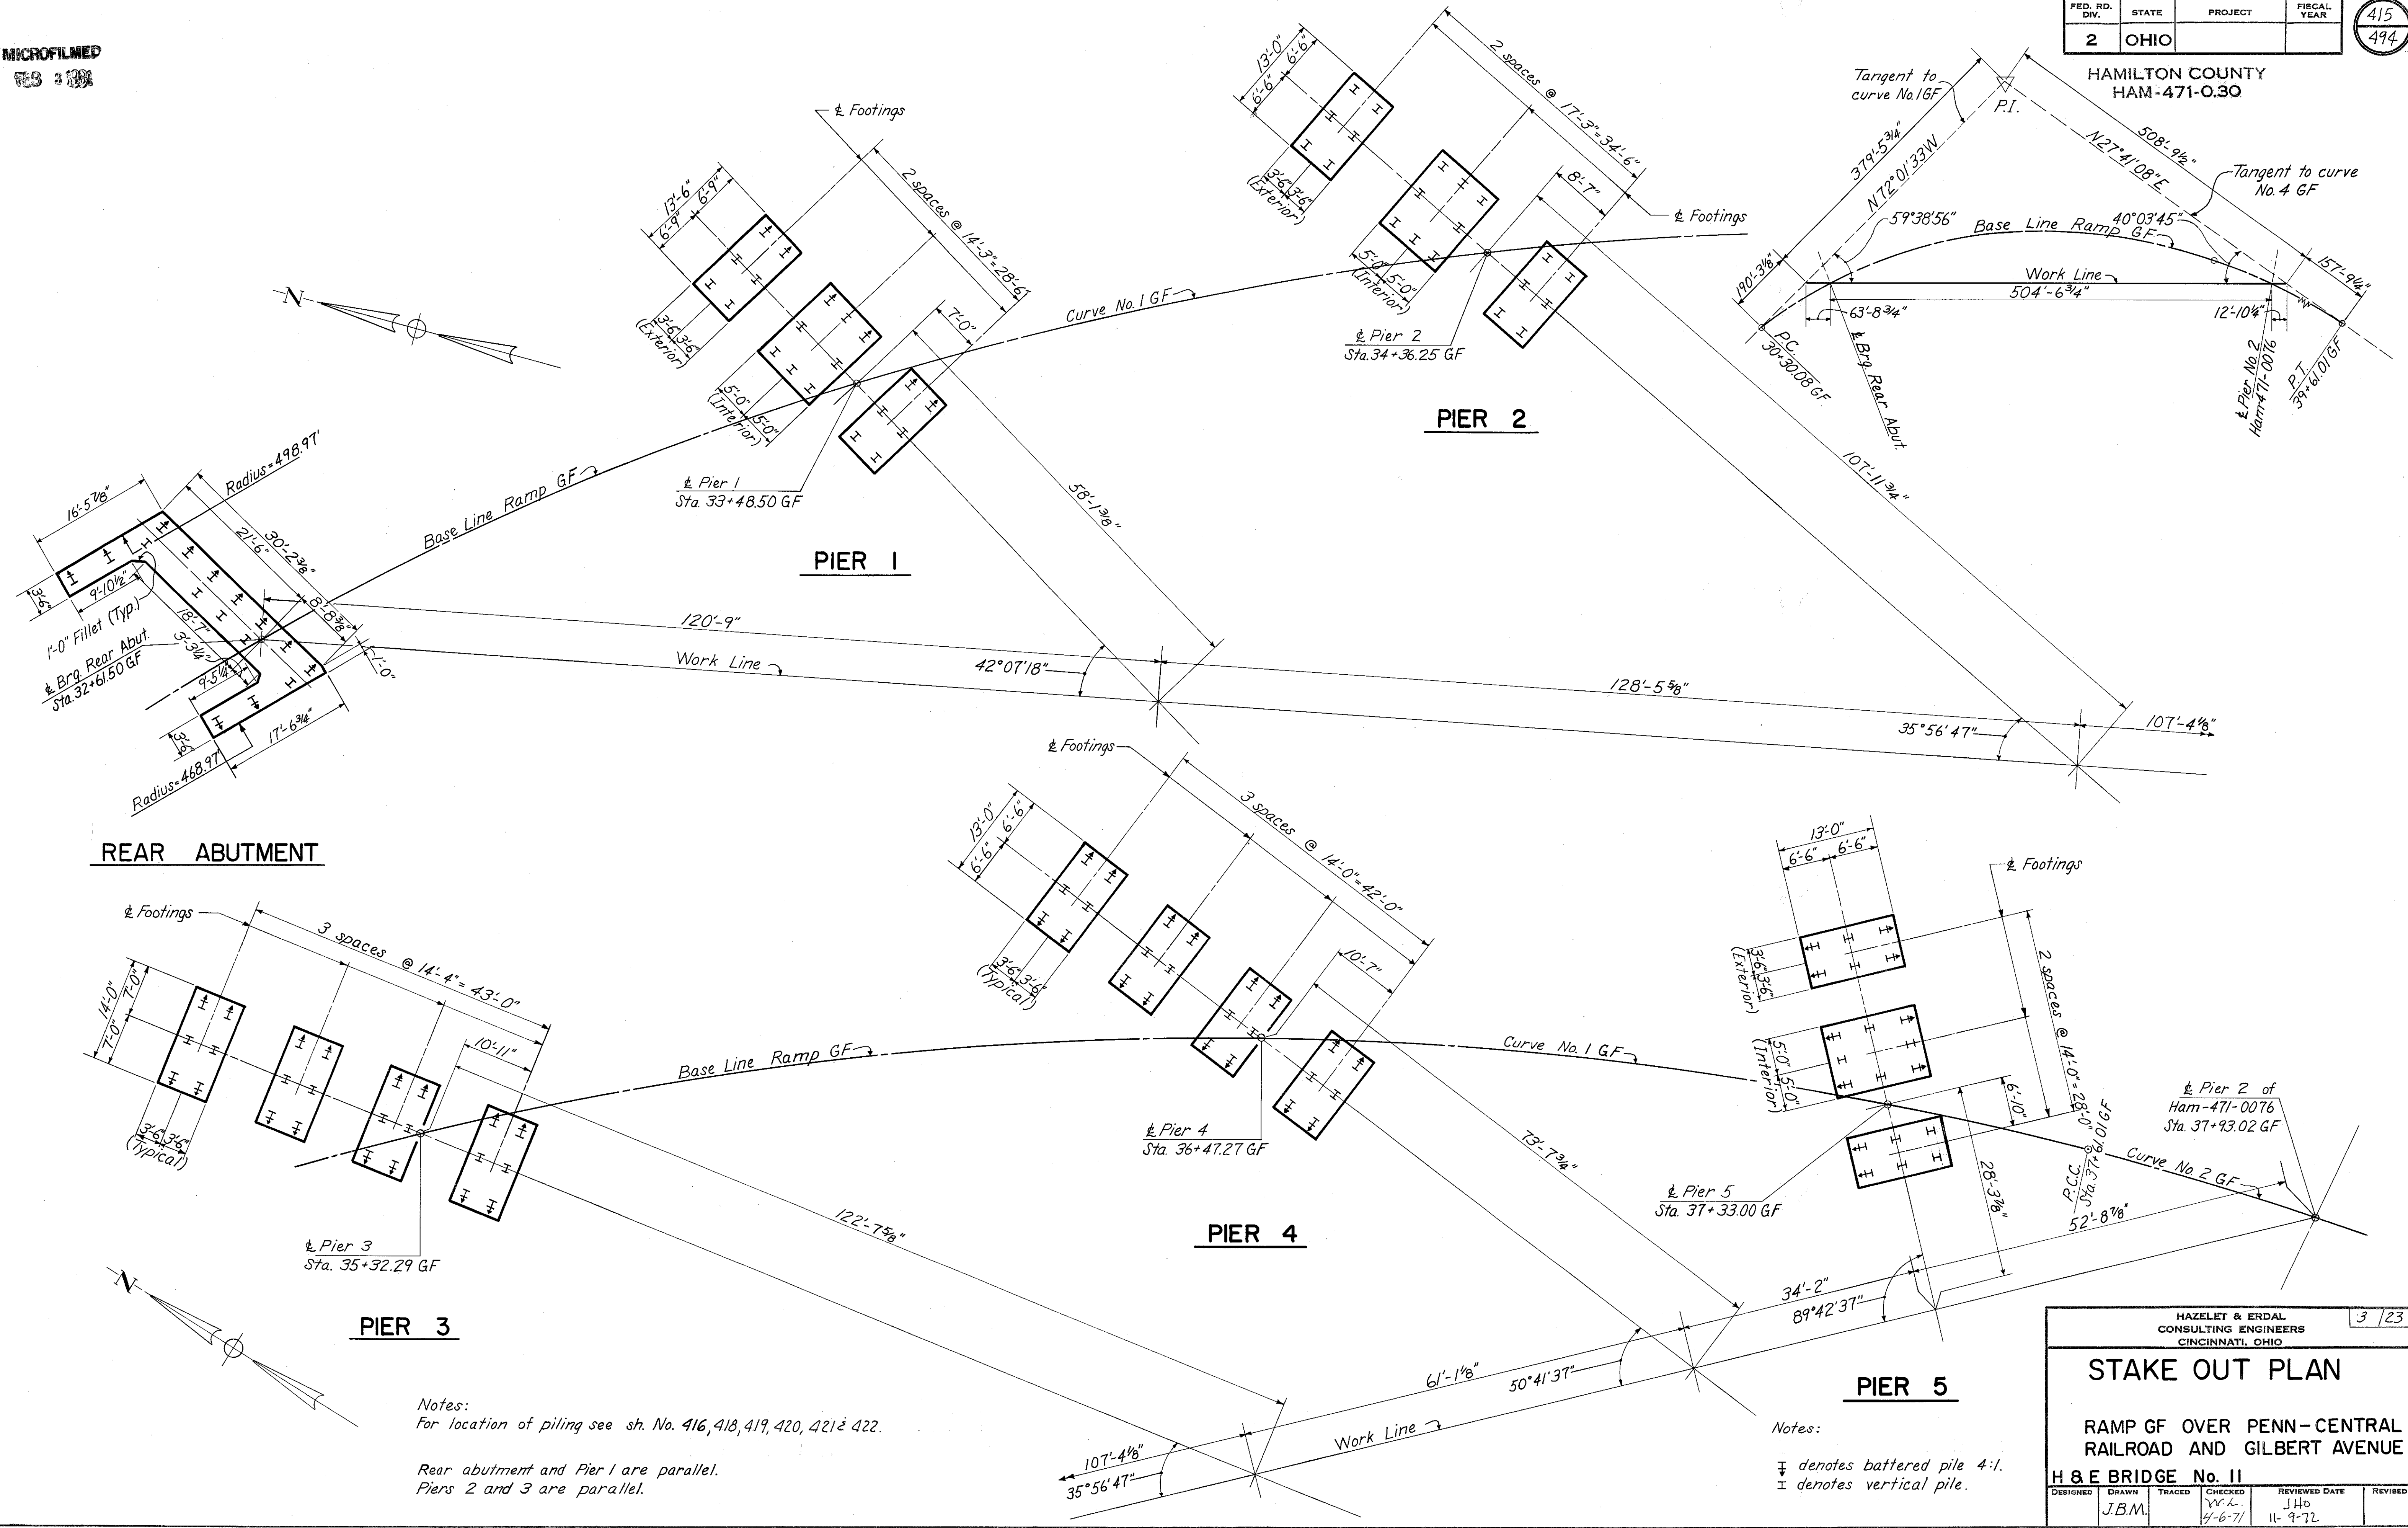 MICROFILMED
FED. RD. DIV.
STATE
PROJECT
FISCAL YEAR
2
OHIO
415
494
HAMILTON COUNTY
HAM-471-0.30
Tangent to
curve No.1GF
P.I.
379'-5 3/4"
N72°01'33W
508'-9 1/2"
N27°41'08"E
Tangent to curve
No. 4 GF
59°38'56"
40°03'45"
Base Line Ramp GF
Work Line
504'-6 3/4"
190'-3 1/8"
157'-9 1/4"
63'-8 3/4"
12'-10 1/4"
P.C.
30+30.08 GF
℄ Brg. Rear Abut.
℄ Pier No. 2
Ham-471-0076
P.T.
39+61.01 GF
℄ Footings
13'-6"
6'-9"
6'-9"
2 spaces @ 14'-3"=28'-6"
7'-0"
3'-6" 3'-6"
(Exterior)
5'-0" 5'-0"
(Interior)
℄ Pier 1
Sta. 33+48.50 GF
58'-1 3/8"
PIER 1
13'-0"
6'-6"
6'-6"
2 spaces @ 17'-3"=34'-6"
8'-7"
℄ Footings
3'-6" 3'-6"
(Exterior)
5'-0" 5'-0"
(Interior)
Curve No. 1 GF
℄ Pier 2
Sta. 34+36.25 GF
107'-11 3/4"
PIER 2
N
Radius=498.97'
16'-5 7/8"
30'-2 3/8"
21'-6"
Base Line Ramp GF
3'-6"
9'-10 1/2"
1'-0" Fillet (Typ.)
18'-7"
3'-3 1/4"
8'-8 3/8"
1'-0"
℄ Brg. Rear Abut.
Sta. 32+61.50 GF
9'-5 1/4"
3'-6"
17'-6 3/4"
Radius=468.97'
120'-9"
Work Line
42°07'18"
128'-5 5/8"
35°56'47"
107'-4 1/8"
REAR ABUTMENT
℄ Footings
3 spaces @ 14'-4"= 43'-0"
14'-0"
7'-0"
7'-0"
10'-11"
3'-6" 3'-6"
(Typical)
Base Line Ramp GF
℄ Pier 3
Sta. 35+32.29 GF
122'-7 5/8"
PIER 3
N
℄ Footings
3 spaces @ 14'-0"=42'-0"
13'-0"
6'-6"
6'-6"
10'-7"
3'-6" 3'-6"
(Typical)
Curve No. 1 GF
℄ Pier 4
Sta. 36+47.27 GF
73'-7 3/4"
PIER 4
13'-0"
6'-6"
6'-6"
℄ Footings
3'-6" 3'-6"
(Exterior)
5'-0" 5'-0"
(Interior)
2 spaces @ 14'-0"=28'-0"
6'-10"
℄ Pier 5
Sta. 37+33.00 GF
28'-3 7/8"
P.C.C.
Sta. 37+61.01 GF
℄ Pier 2 of
Ham-471-0076
Sta. 37+93.02 GF
Curve No. 2 GF
52'-8 7/8"
34'-2"
89°42'37"
61'-1 1/8"
50°41'37"
107'-4 1/8"
35°56'47"
Work Line
PIER 5
Notes:
For location of piling see sh. No. 416, 418, 419, 420, 421 & 422.
Rear abutment and Pier 1 are parallel.
Piers 2 and 3 are parallel.
Notes:
denotes battered pile 4:1.
denotes vertical pile.
HAZELET & ERDAL
CONSULTING ENGINEERS
CINCINNATI, OHIO
3/23
STAKE OUT PLAN
RAMP GF OVER PENN-CENTRAL
RAILROAD AND GILBERT AVENUE
H & E BRIDGE No. 11
DESIGNED
DRAWN
TRACED
CHECKED
REVIEWED DATE
REVISED
J.B.M.
W.L.
4-6-71
JHO
11-9-72